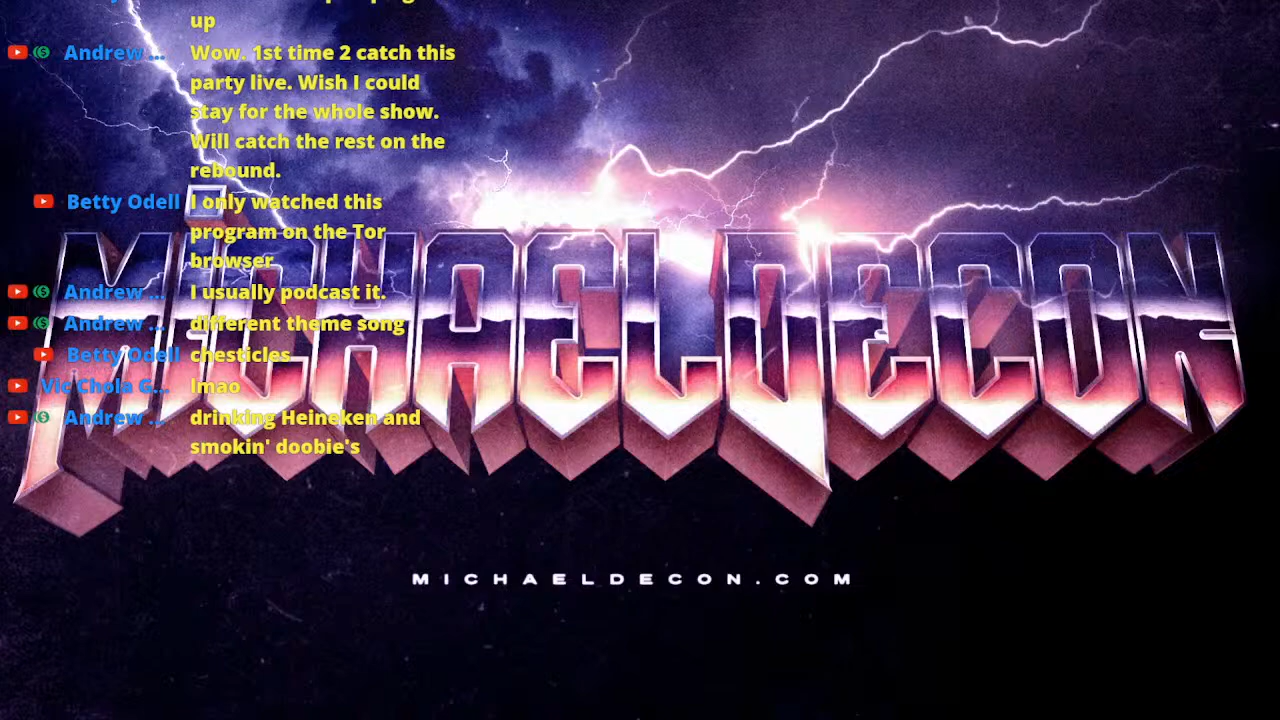 up
Andrew ... Wow. 1st time 2 catch this
party live. Wish I could
stay for the whole show.
Will catch the rest on the
rebound.
Betty Odell I only watched this
program on the Tor
browser
Andrew ... I usually podcast it.
Andrew ... different theme song
Betty Odell chesticles
Vic Chola G... lmao
Andrew ... drinking Heineken and
smokin' doobie's
MiCHAELDECON
MICHAELDECON.COM